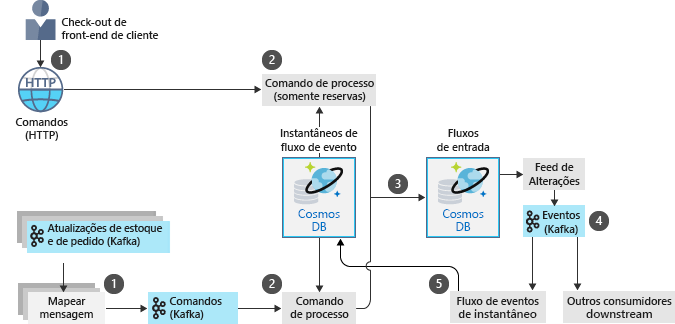 Check-out de
front-end de cliente
1
HTTP
Comandos
(HTTP)
2
Comando de processo
(somente reservas)
Instantâneos de
fluxo de evento
Cosmos
DB
3
Fluxos
de entrada
Cosmos
DB
Feed de
Alterações
Eventos
(Kafka)
4
Atualizações de estoque
e de pedido (Kafka)
Mapear
mensagem
1
Comandos
(Kafka)
2
Comando
de processo
5
Fluxo de eventos
de instantâneo
Outros consumidores
downstream